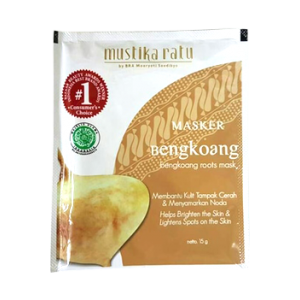 mustika ratu
by BRA Mooryati Soedibyo
#1
Consumer's
Choice
MASKER
bengkoang
bengkoang roots mask
Membantu Kulit Tampak Cerah
& Menyamarkan Noda
Helps Brighten the Skin &
Lightens Spots on the Skin
netto. 15 g